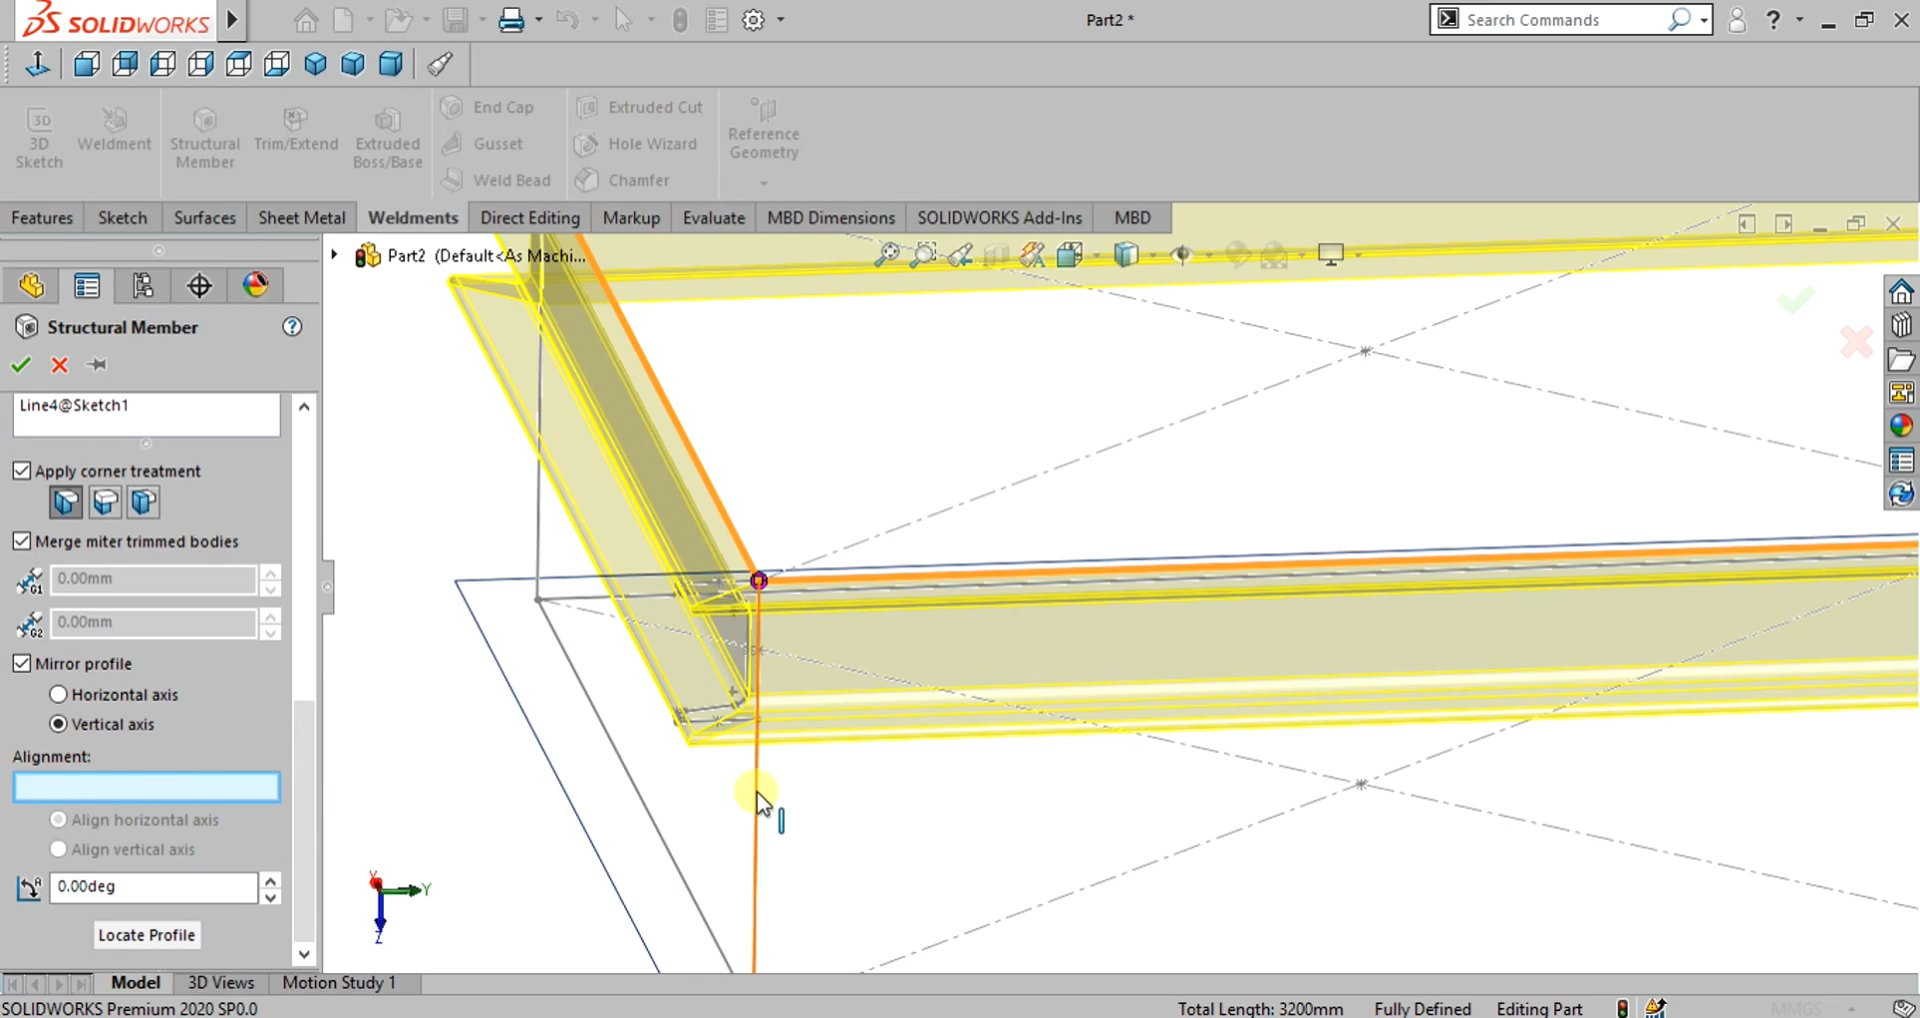 SOLIDWORKS
Part2 *
Search Commands
?
3D Sketch
Weldment
Structural Member
Trim/Extend
Extruded Boss/Base
End Cap
Gusset
Weld Bead
Extruded Cut
Hole Wizard
Chamfer
Reference Geometry
Features
Sketch
Surfaces
Sheet Metal
Weldments
Direct Editing
Markup
Evaluate
MBD Dimensions
SOLIDWORKS Add-Ins
MBD
Part2 (Default<As Machi...
Structural Member
?
Line4@Sketch1
Apply corner treatment
Merge miter trimmed bodies
G1
0.00mm
G2
0.00mm
Mirror profile
Horizontal axis
Vertical axis
Alignment:
Align horizontal axis
Align vertical axis
0.00deg
Locate Profile
Y
Z
Model
3D Views
Motion Study 1
SOLIDWORKS Premium 2020 SP0.0
Total Length: 3200mm
Fully Defined
Editing Part
MMGS